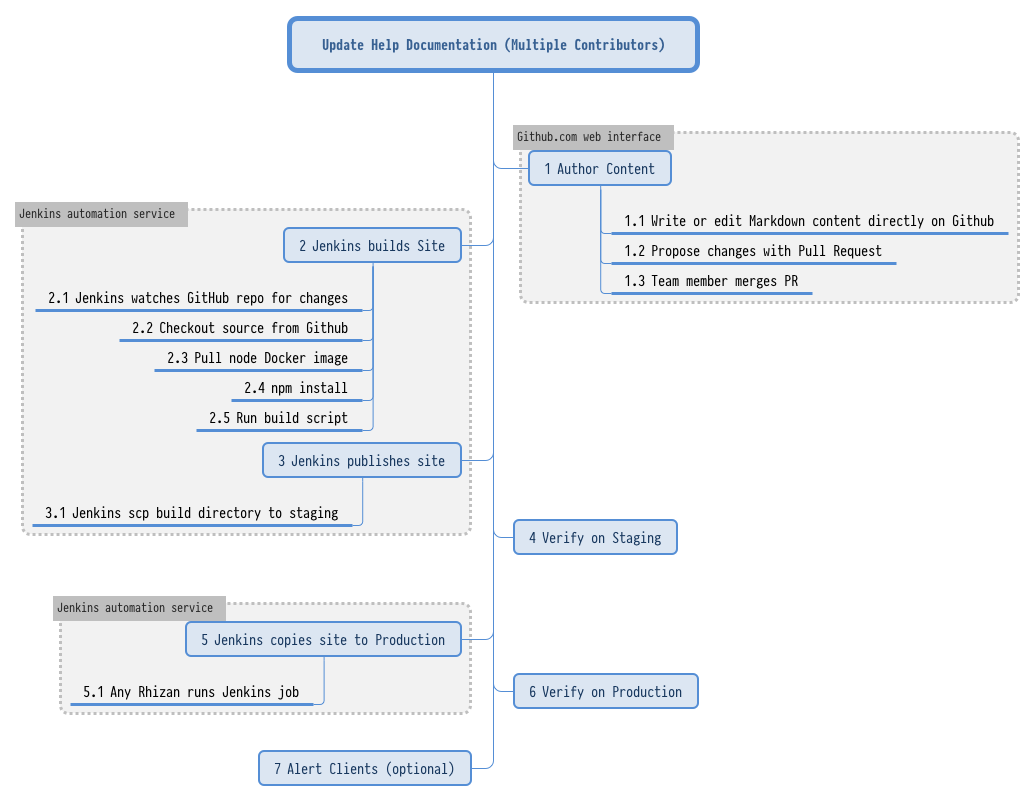 Update Help Documentation (Multiple Contributors)
Github.com web interface
1 Author Content
1.1 Write or edit Markdown content directly on Github
1.2 Propose changes with Pull Request
1.3 Team member merges PR
Jenkins automation service
2 Jenkins builds Site
2.1 Jenkins watches GitHub repo for changes
2.2 Checkout source from Github
2.3 Pull node Docker image
2.4 npm install
2.5 Run build script
3 Jenkins publishes site
3.1 Jenkins scp build directory to staging
4 Verify on Staging
Jenkins automation service
5 Jenkins copies site to Production
5.1 Any Rhizan runs Jenkins job
6 Verify on Production
7 Alert Clients (optional)